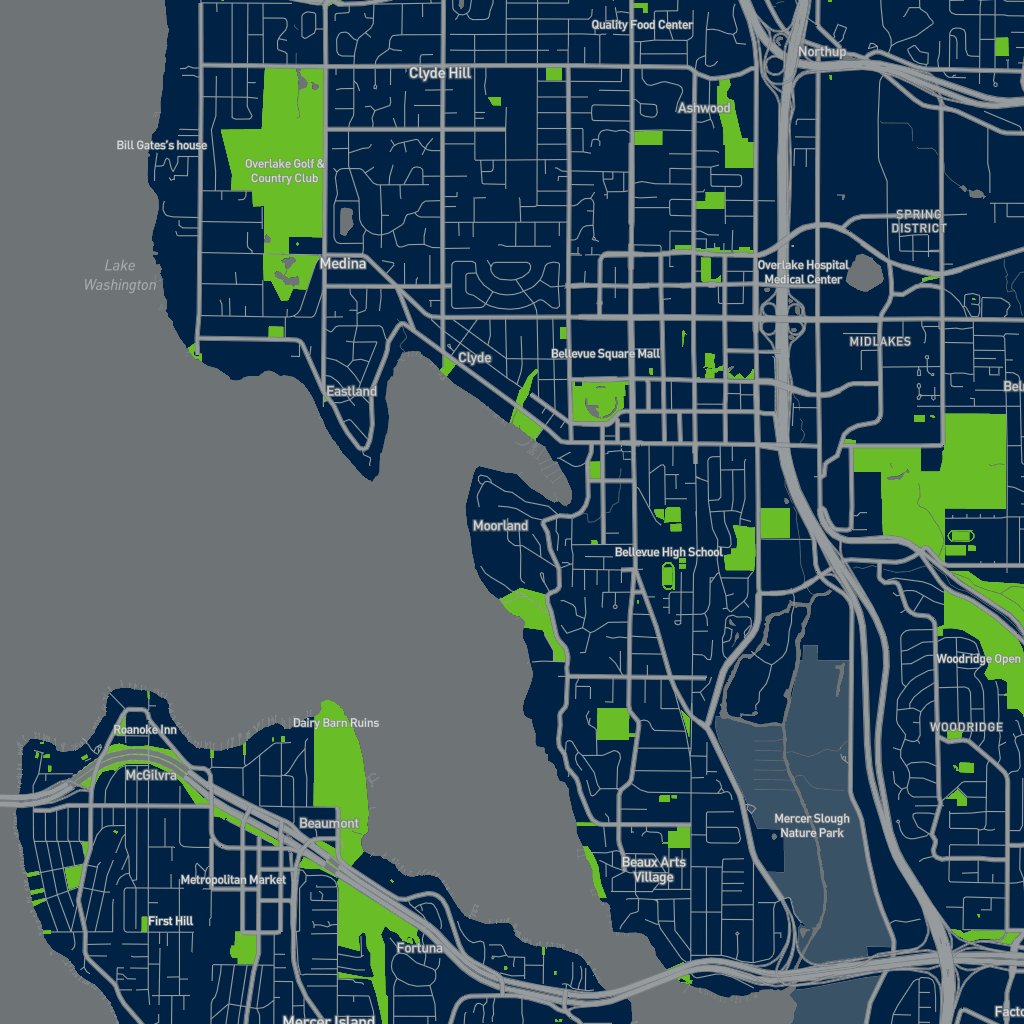 Quality Food Center
Northup
Clyde Hill
Ashwood
Bill Gates's house
Overlake Golf &
Country Club
SPRING
DISTRICT
Lake
Washington
Medina
Overlake Hospital
Medical Center
MIDLAKES
Clyde
Bellevue Square Mall
Eastland
Bel
Moorland
Bellevue High School
Woodridge Open
Dairy Barn Ruins
Roanoke Inn
WOODRIDGE
McGilvra
Beaumont
Mercer Slough
Nature Park
Metropolitan Market
Beaux Arts
Village
First Hill
Fortuna
Mercer Island
Facto